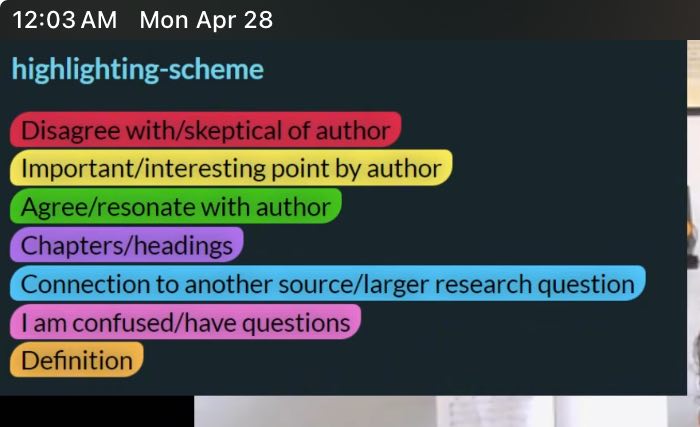 12:03 AM Mon Apr 28
highlighting-scheme
Disagree with/skeptical of author
Important/interesting point by author
Agree/resonate with author
Chapters/headings
Connection to another source/larger research question
I am confused/have questions
Definition